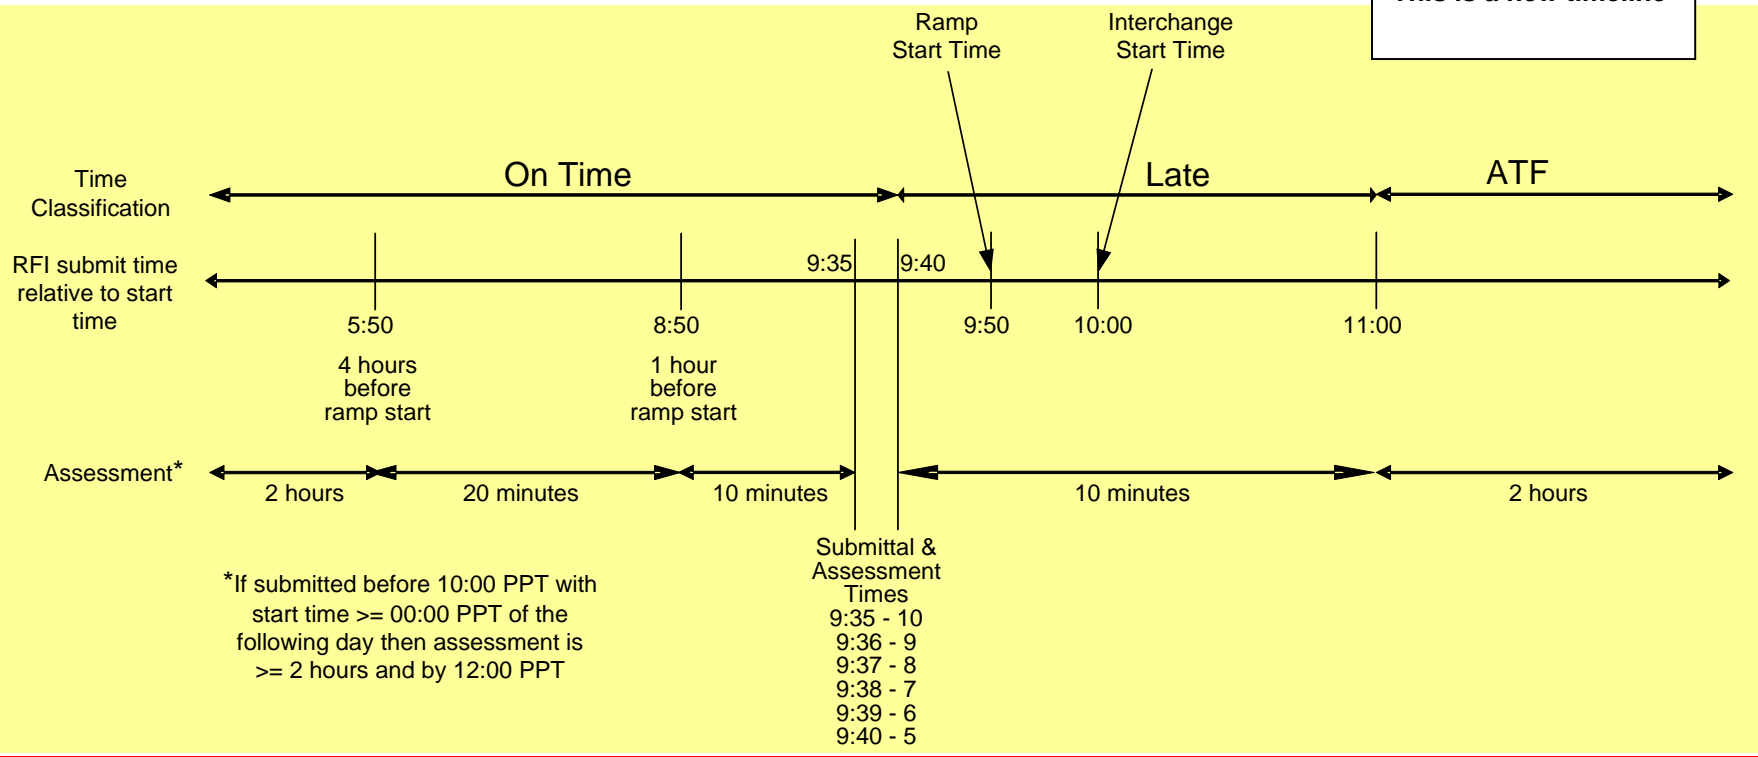 This is a new timeline
Ramp
Start Time
Interchange
Start Time
Time
Classification
On Time
Late
ATF
RFI submit time
relative to start
time
9:35
9:40
5:50
8:50
9:50
10:00
11:00
4 hours
before
ramp start
1 hour
before
ramp start
Assessment*
2 hours
20 minutes
10 minutes
10 minutes
2 hours
*If submitted before 10:00 PPT with
start time >= 00:00 PPT of the
following day then assessment is
>= 2 hours and by 12:00 PPT
Submittal &
Assessment
Times
9:35 - 10
9:36 - 9
9:37 - 8
9:38 - 7
9:39 - 6
9:40 - 5